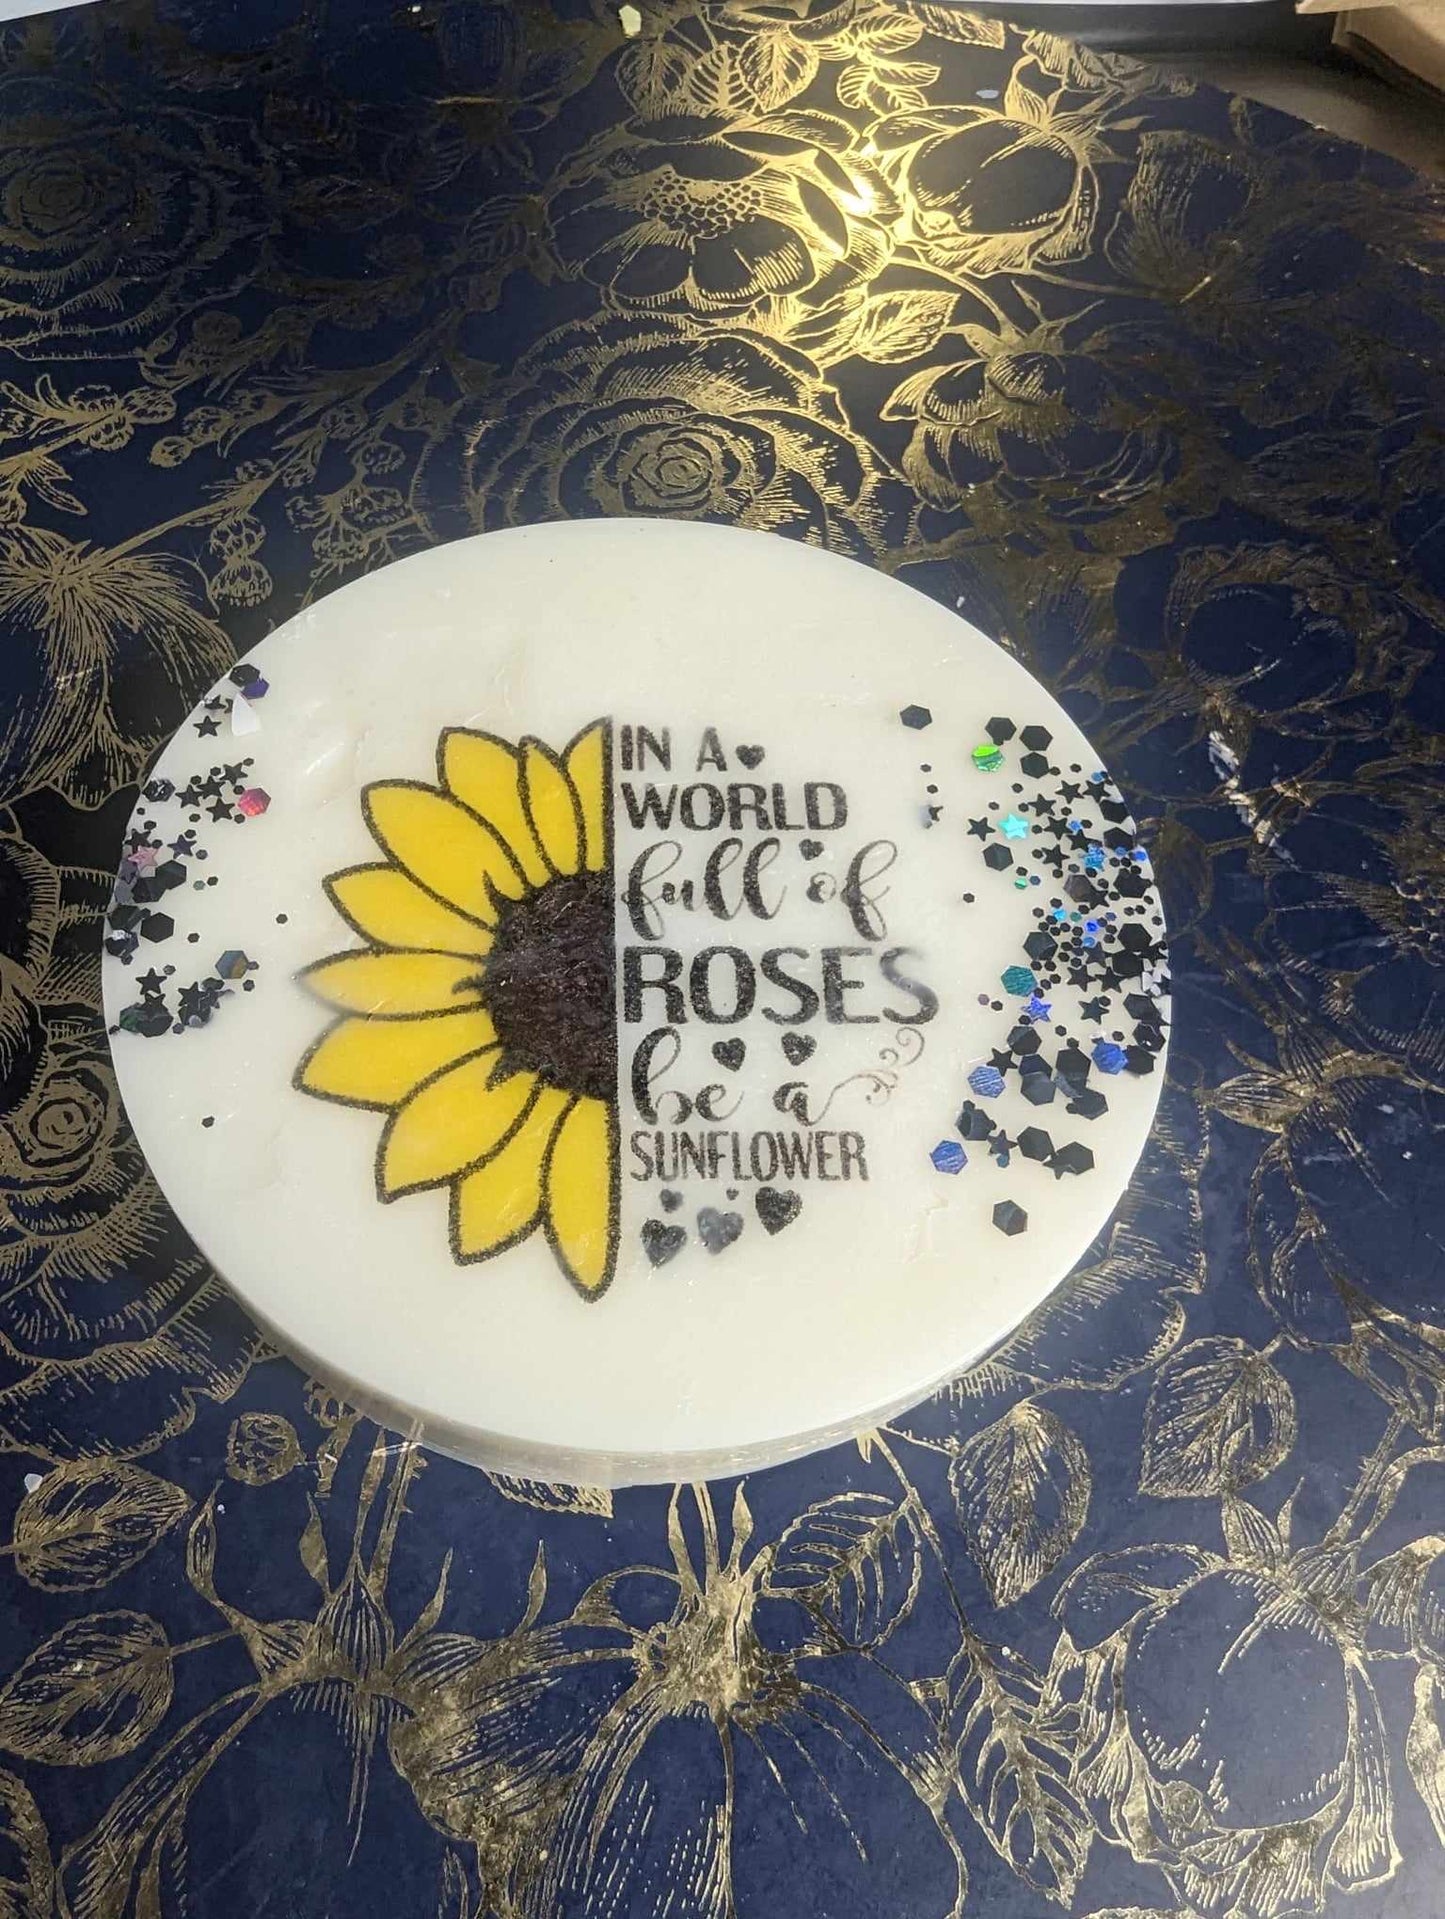 IN A
WORLD
full of
ROSES
be a
SUNFLOWER